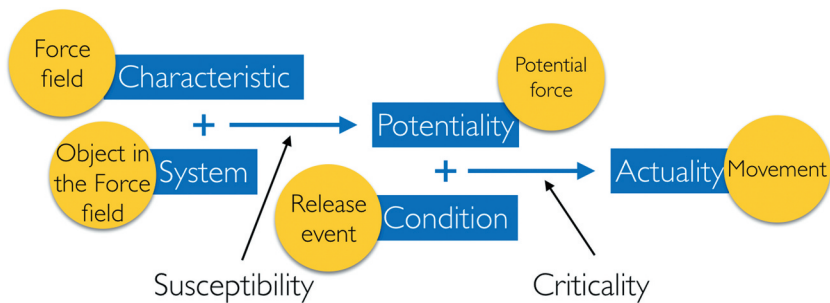 Force
field
Characteristic
+
Object in
the Force
field
System
Susceptibility
Potential
force
Potentiality
+
Release
event
Condition
Criticality
Actuality
Movement